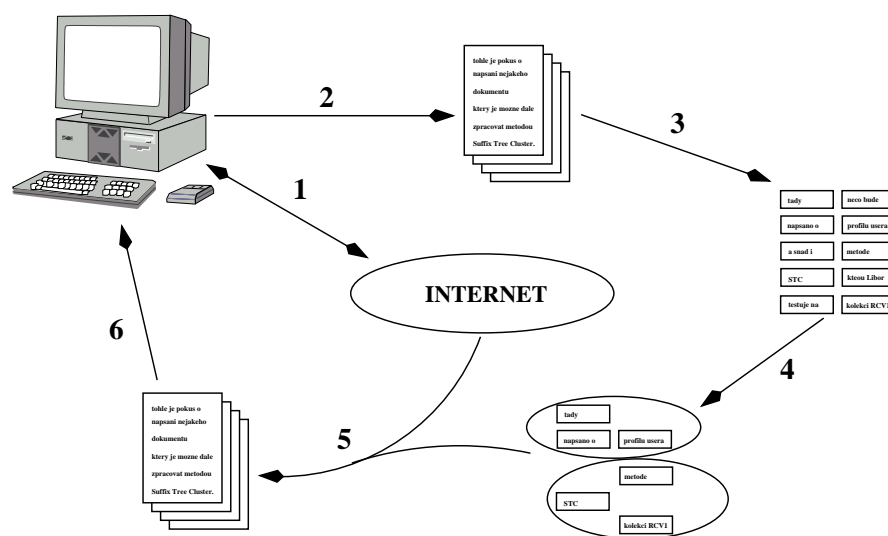 2
tohle je pokus o
napsani nejakeho
dokumentu
ktery je mozne dale
zpracovat metodou
Suffix Tree Cluster.
3
1
tady
neco bude
napsano o
profilu usera
a snad i
metode
STC
kteou Libor
testuje na
kolekci RCV1
INTERNET
6
4
5
tohle je pokus o
napsani nejakeho
dokumentu
ktery je mozne dale
zpracovat metodou
Suffix Tree Cluster.
tady
napsano o
profilu usera
metode
STC
kolekci RCV1